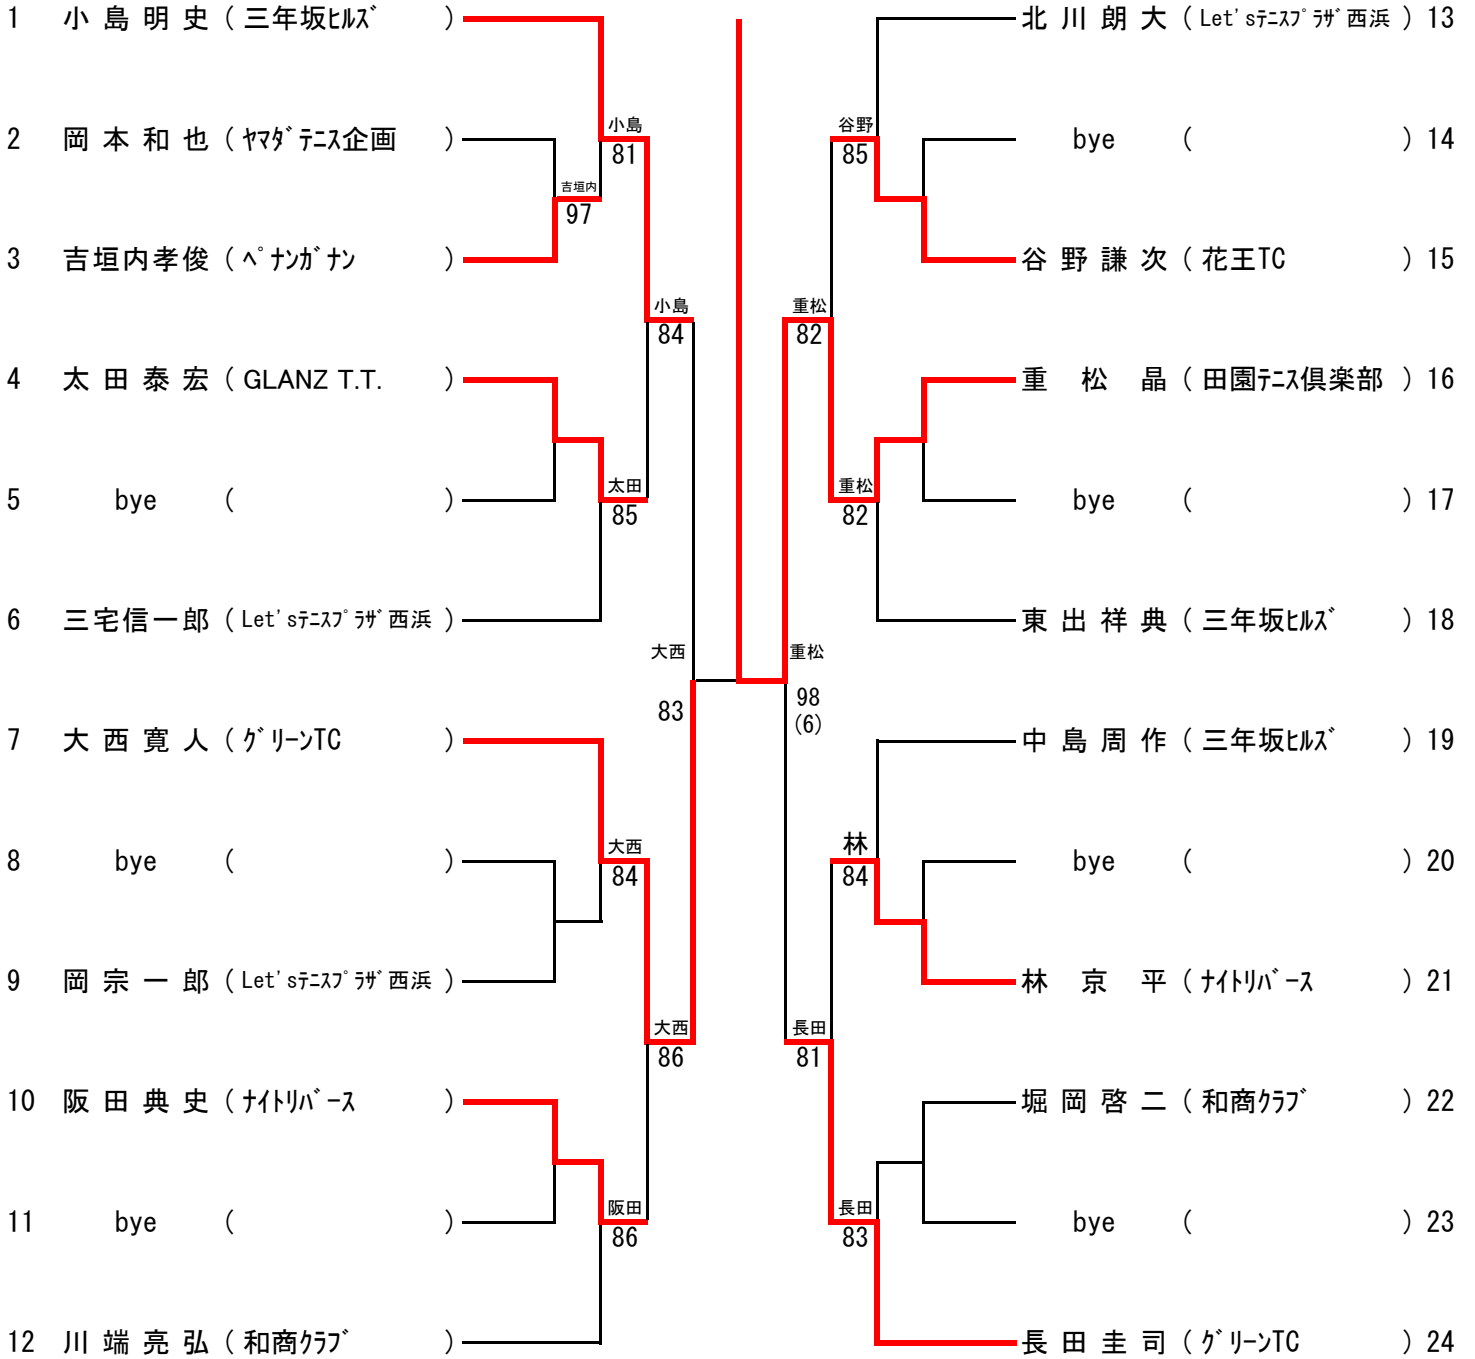 1 小島明史 ( 三年坂ﾋﾙｽﾞ ) 北川朗大 ( Let'sﾃﾆｽﾌﾟﾗｻﾞ西浜 ) 13
小島 谷野
2 岡本和也 ( ﾔﾏﾀﾞﾃﾆｽ企画 ) 81 85 bye ( ) 14
吉垣内
97
3 吉垣内孝俊 ( ﾍﾟﾅﾝｶﾞﾅﾝ ) 谷野謙次 ( 花王TC ) 15
小島 重松
84 82
4 太田泰宏 ( GLANZ T.T. ) 重松晶 ( 田園ﾃﾆｽ倶楽部 ) 16
太田 重松
5 bye ( ) 85 82 bye ( ) 17
6 三宅信一郎 ( Let'sﾃﾆｽﾌﾟﾗｻﾞ西浜 ) 東出祥典 ( 三年坂ﾋﾙｽﾞ ) 18
大西 重松
83 98
(6)
7 大西寛人 ( ｸﾞﾘｰﾝTC ) 中島周作 ( 三年坂ﾋﾙｽﾞ ) 19
大西 林
8 bye ( ) 84 84 bye ( ) 20
9 岡宗一郎 ( Let'sﾃﾆｽﾌﾟﾗｻﾞ西浜 ) 林京平 ( ﾅｲﾄﾘﾊﾞｰｽ ) 21
大西 長田
86 81
10 阪田典史 ( ﾅｲﾄﾘﾊﾞｰｽ ) 堀岡啓二 ( 和商ｸﾗﾌﾞ ) 22
阪田 長田
11 bye ( ) 86 83 bye ( ) 23
12 川端亮弘 ( 和商ｸﾗﾌﾞ ) 長田圭司 ( ｸﾞﾘｰﾝTC ) 24